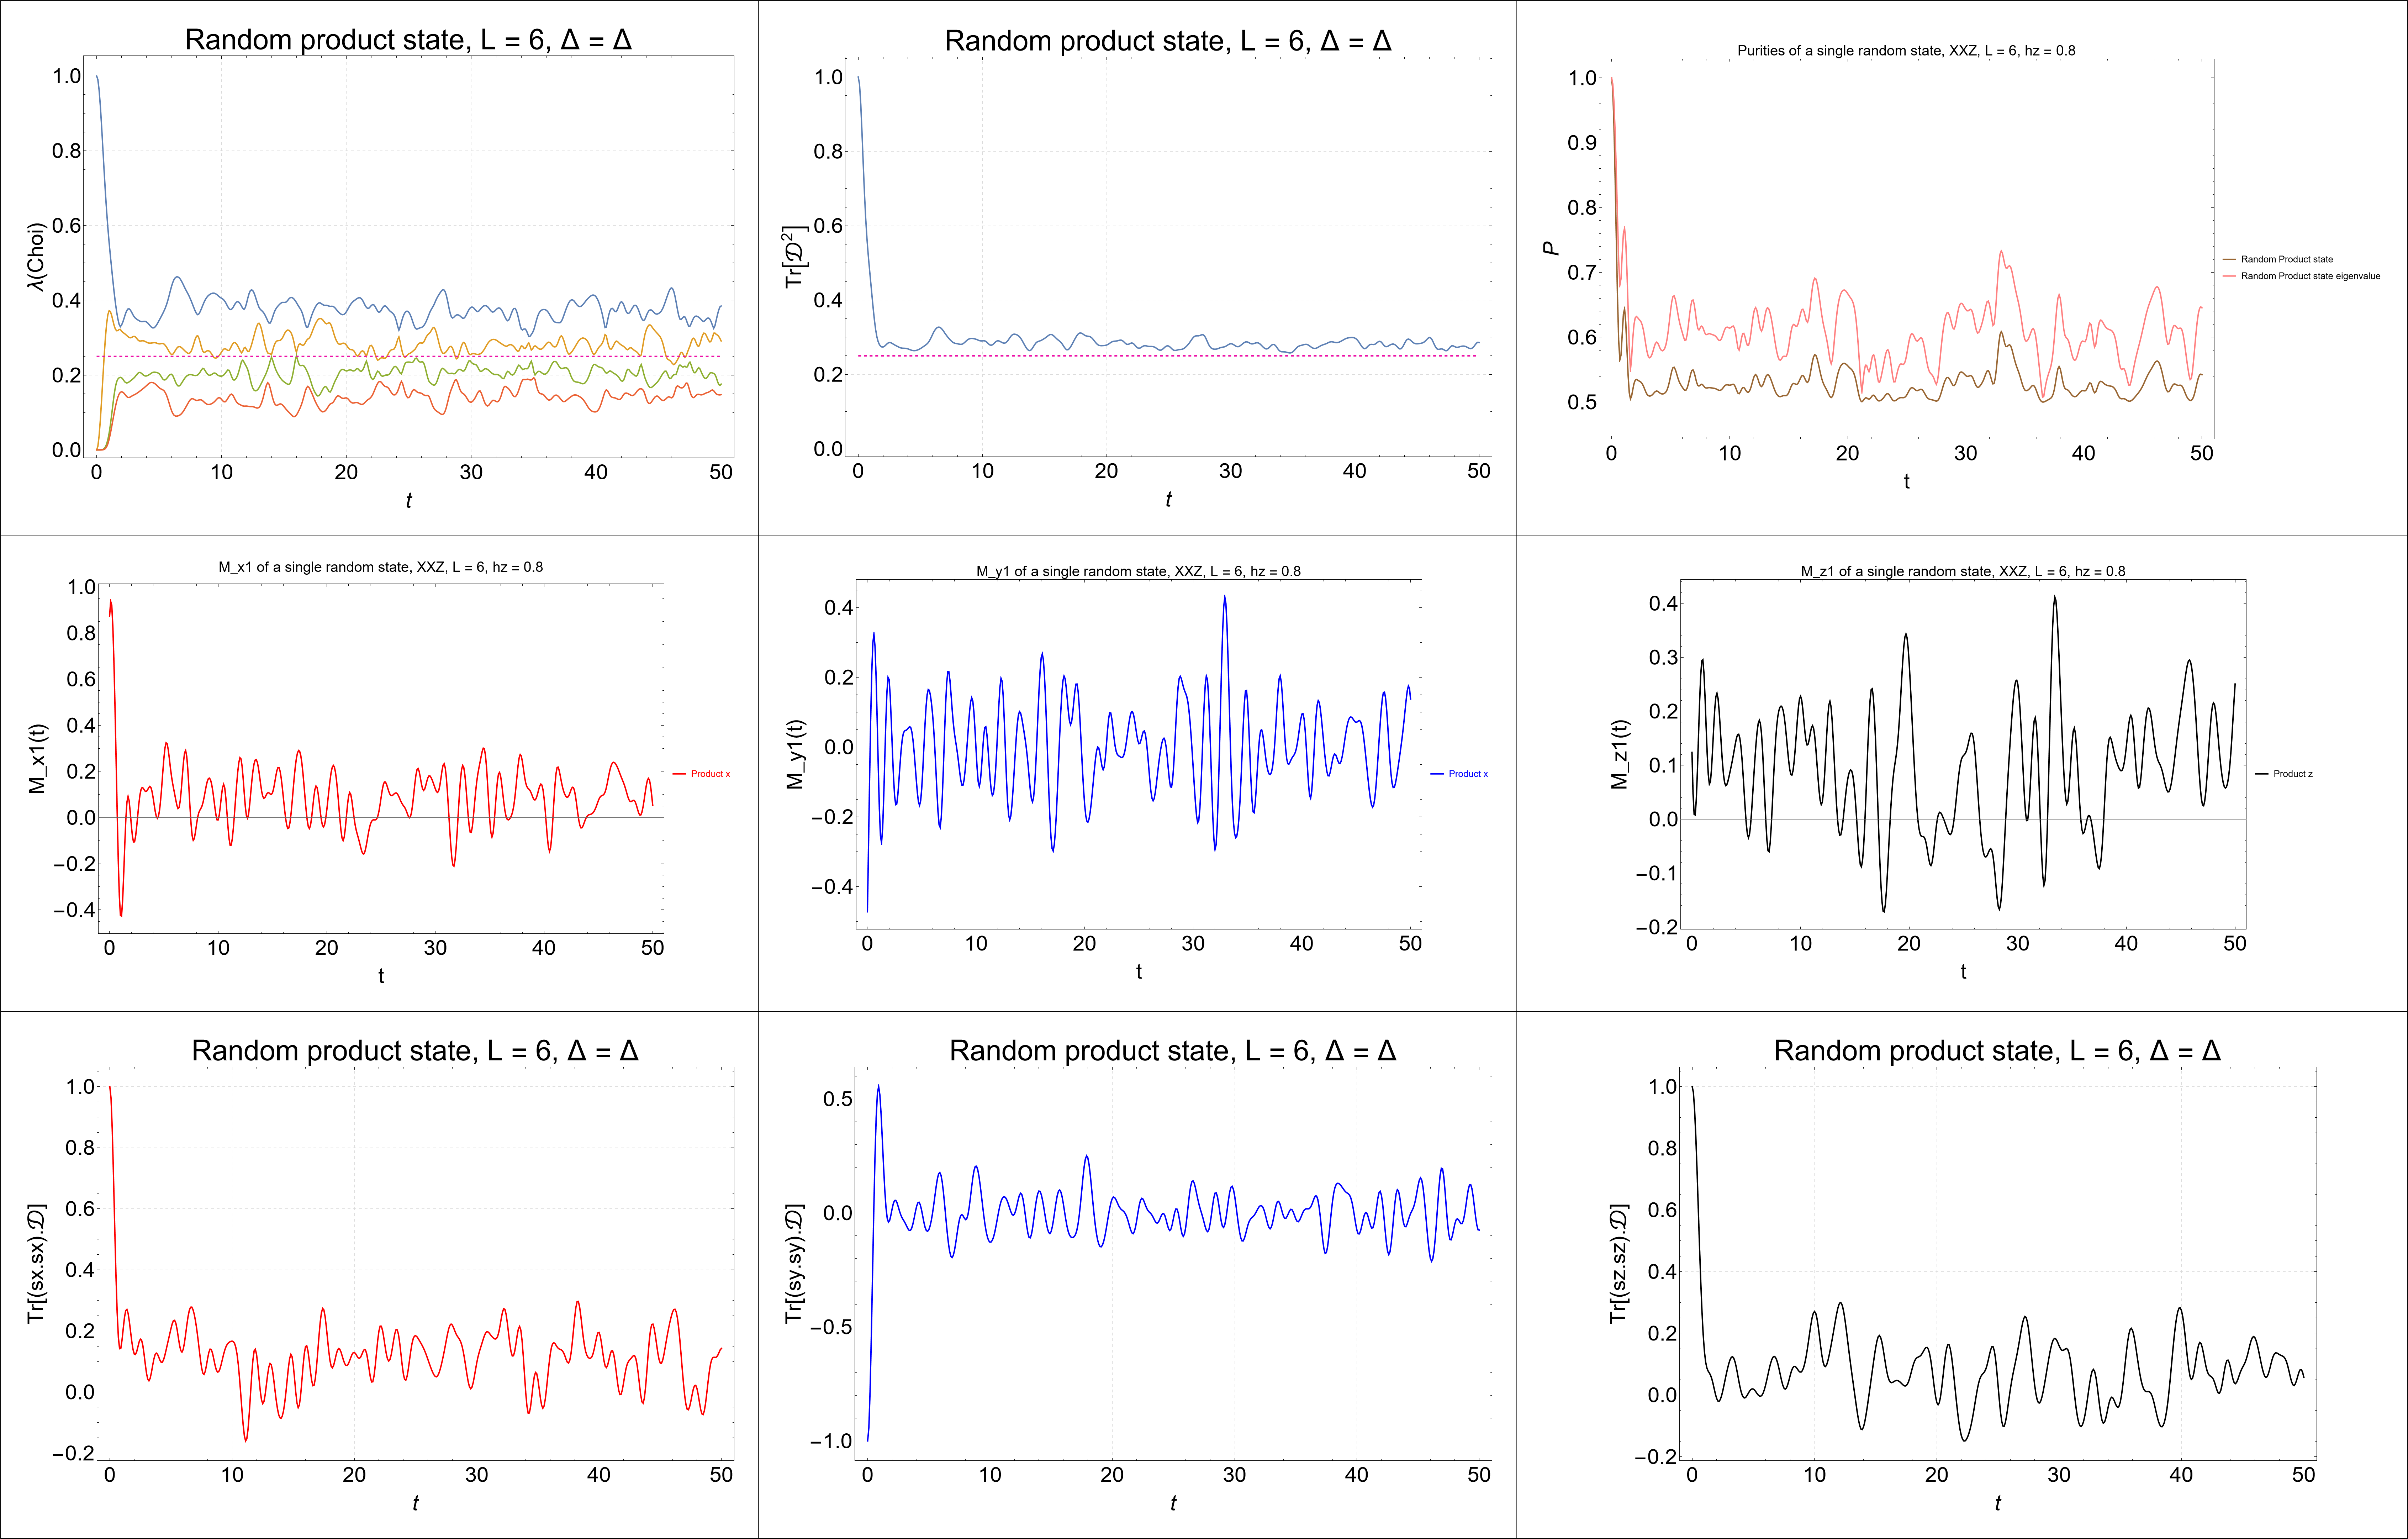 Random product state, L = 6, Δ = Δ
λ(Choi)
1.0
0.8
0.6
0.4
0.2
0.0
0 10 20 30 40 50
t
Random product state, L = 6, Δ = Δ
Tr[𝒟²]
1.0
0.8
0.6
0.4
0.2
0.0
0 10 20 30 40 50
t
Purities of a single random state, XXZ, L = 6, hz = 0.8
P
1.0
0.9
0.8
0.7
0.6
0.5
0 10 20 30 40 50
t
Random Product state
Random Product state eigenvalue
M_x1 of a single random state, XXZ, L = 6, hz = 0.8
M_x1(t)
1.0
0.8
0.6
0.4
0.2
0.0
−0.2
−0.4
0 10 20 30 40 50
t
Product x
M_y1 of a single random state, XXZ, L = 6, hz = 0.8
M_y1(t)
0.4
0.2
0.0
−0.2
−0.4
0 10 20 30 40 50
t
Product x
M_z1 of a single random state, XXZ, L = 6, hz = 0.8
M_z1(t)
0.4
0.3
0.2
0.1
0.0
−0.1
−0.2
0 10 20 30 40 50
t
Product z
Random product state, L = 6, Δ = Δ
Tr[(sx.sx).𝒟]
1.0
0.8
0.6
0.4
0.2
0.0
−0.2
0 10 20 30 40 50
t
Random product state, L = 6, Δ = Δ
Tr[(sy.sy).𝒟]
0.5
0.0
−0.5
−1.0
0 10 20 30 40 50
t
Random product state, L = 6, Δ = Δ
Tr[(sz.sz).𝒟]
1.0
0.8
0.6
0.4
0.2
0.0
−0.2
0 10 20 30 40 50
t